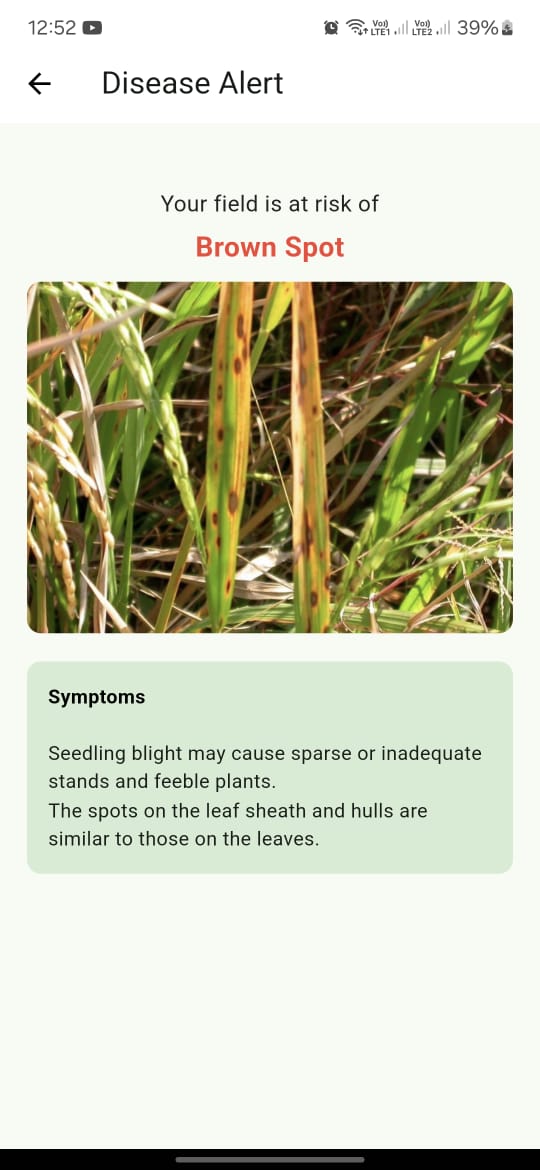 12:52
Vo)) LTE1 Vo)) LTE2 39%
Disease Alert
Your field is at risk of
Brown Spot
Symptoms
Seedling blight may cause sparse or inadequate
stands and feeble plants.
The spots on the leaf sheath and hulls are
similar to those on the leaves.